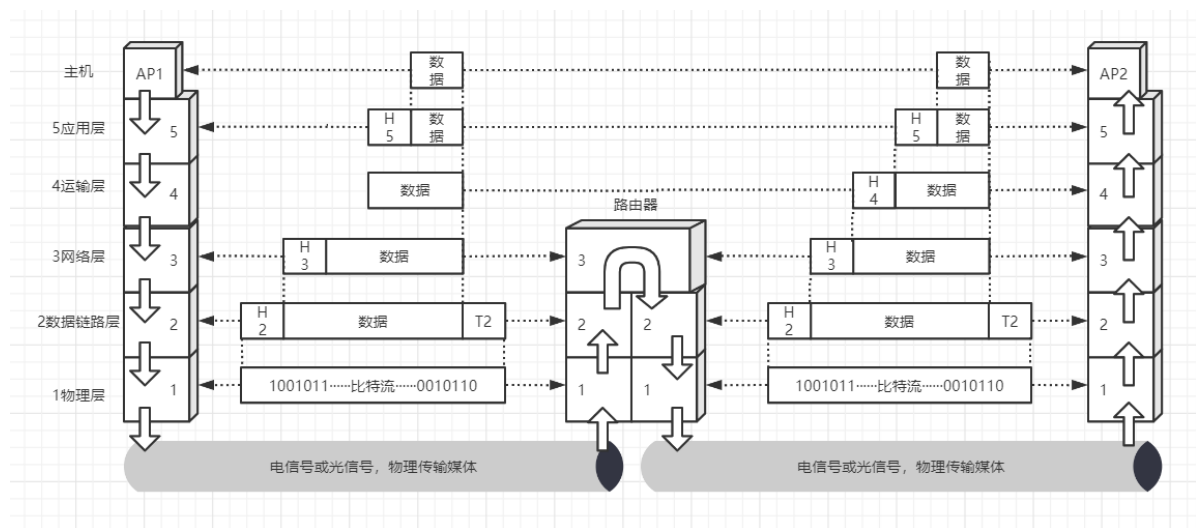 主机
AP1
数
据
数
据
AP2
5应用层
5
H
5
数
据
H
5
数
据
5
4运输层
4
数据
H
4
数据
4
路由器
3网络层
3
H
3
数据
3
H
3
数据
3
2数据链路层
2
H
2
数据
T2
2
2
H
2
数据
T2
2
1物理层
1
1001011······比特流······0010110
1
1
1001011······比特流······0010110
1
电信号或光信号，物理传输媒体
电信号或光信号，物理传输媒体